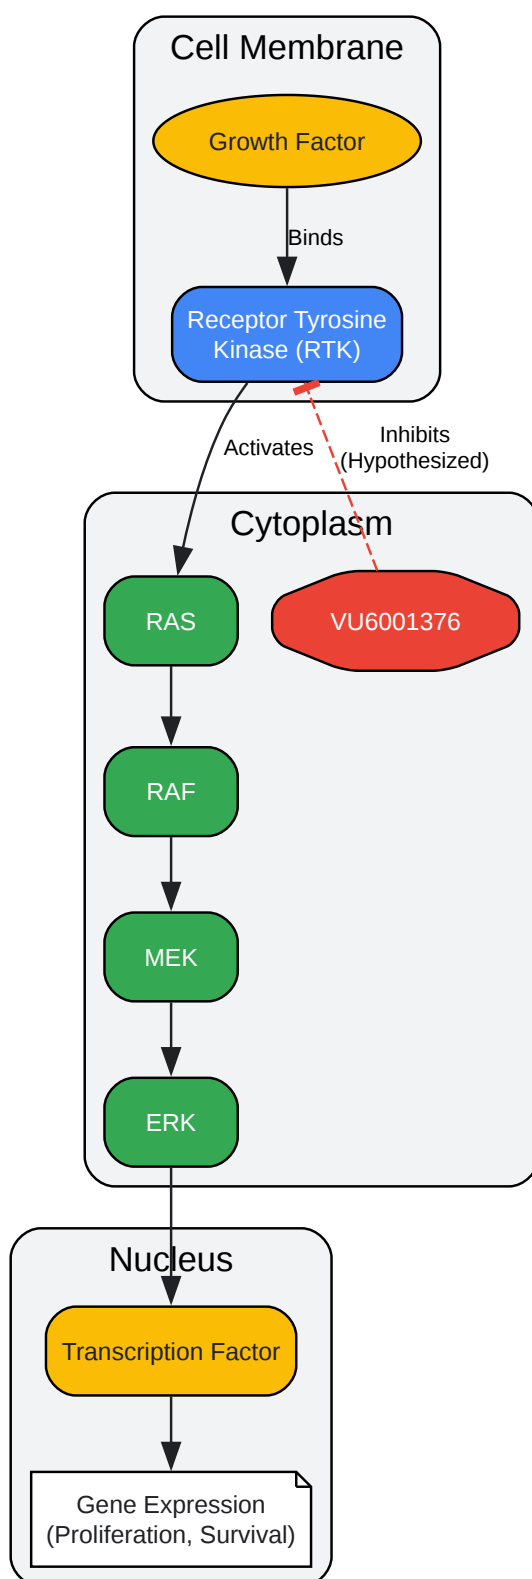 Cell Membrane
Growth Factor
Binds
Receptor Tyrosine
Kinase (RTK)
Activates
Inhibits
(Hypothesized)
Cytoplasm
RAS
VU6001376
RAF
MEK
ERK
Nucleus
Transcription Factor
Gene Expression
(Proliferation, Survival)